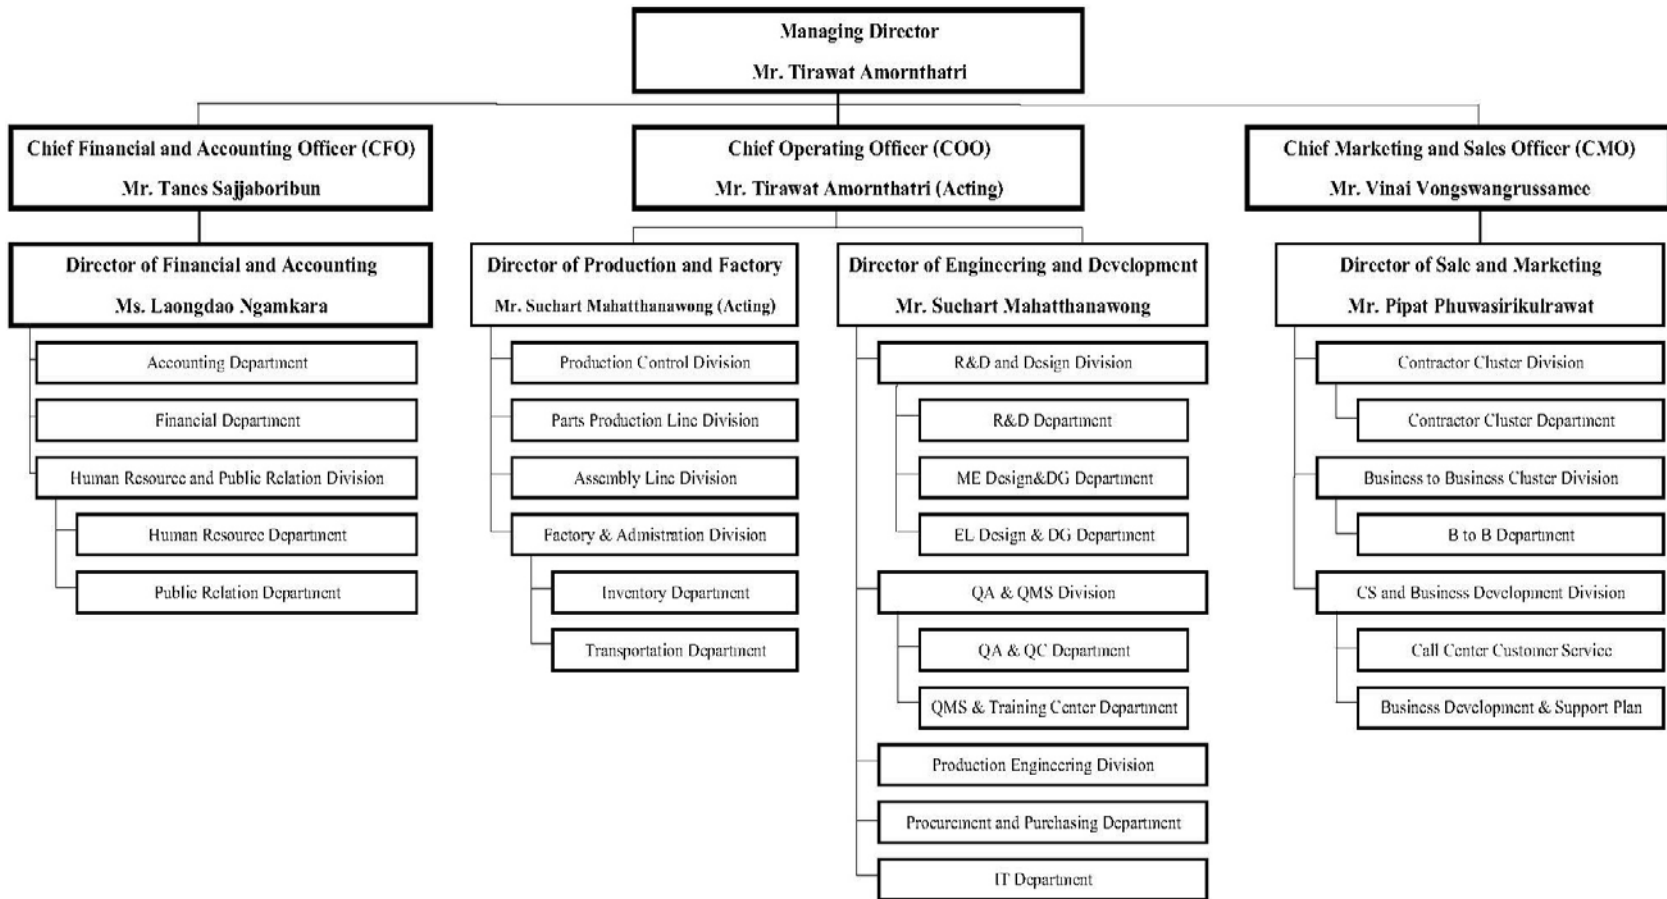 Managing Director
Mr. Tirawat Amornthatri
Chief Financial and Accounting Officer (CFO)
Mr. Tanes Sajjaboribun
Chief Operating Officer (COO)
Mr. Tirawat Amornthatri (Acting)
Chief Marketing and Sales Officer (CMO)
Mr. Vinai Vongswangrussamee
Director of Financial and Accounting
Ms. Laongdao Ngamkara
Accounting Department
Financial Department
Human Resource and Public Relation Division
Human Resource Department
Public Relation Department
Director of Production and Factory
Mr. Suchart Mahatthanawong (Acting)
Production Control Division
Parts Production Line Division
Assembly Line Division
Factory & Admistration Division
Inventory Department
Transportation Department
Director of Engineering and Development
Mr. Suchart Mahatthanawong
R&D and Design Division
R&D Department
ME Design&DG Department
EL Design & DG Department
QA & QMS Division
QA & QC Department
QMS & Training Center Department
Production Engineering Division
Procurement and Purchasing Department
IT Department
Director of Sale and Marketing
Mr. Pipat Phuwasirikulrawat
Contractor Cluster Division
Contractor Cluster Department
Business to Business Cluster Division
B to B Department
CS and Business Development Division
Call Center Customer Service
Business Development & Support Plan